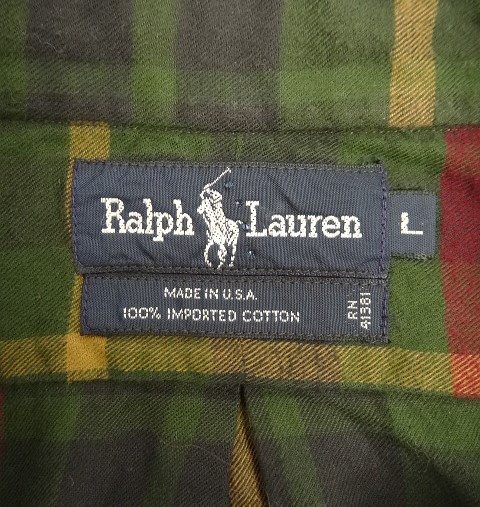 Ralph Lauren
L
MADE IN U.S.A.
100% IMPORTED COTTON
RN
41381